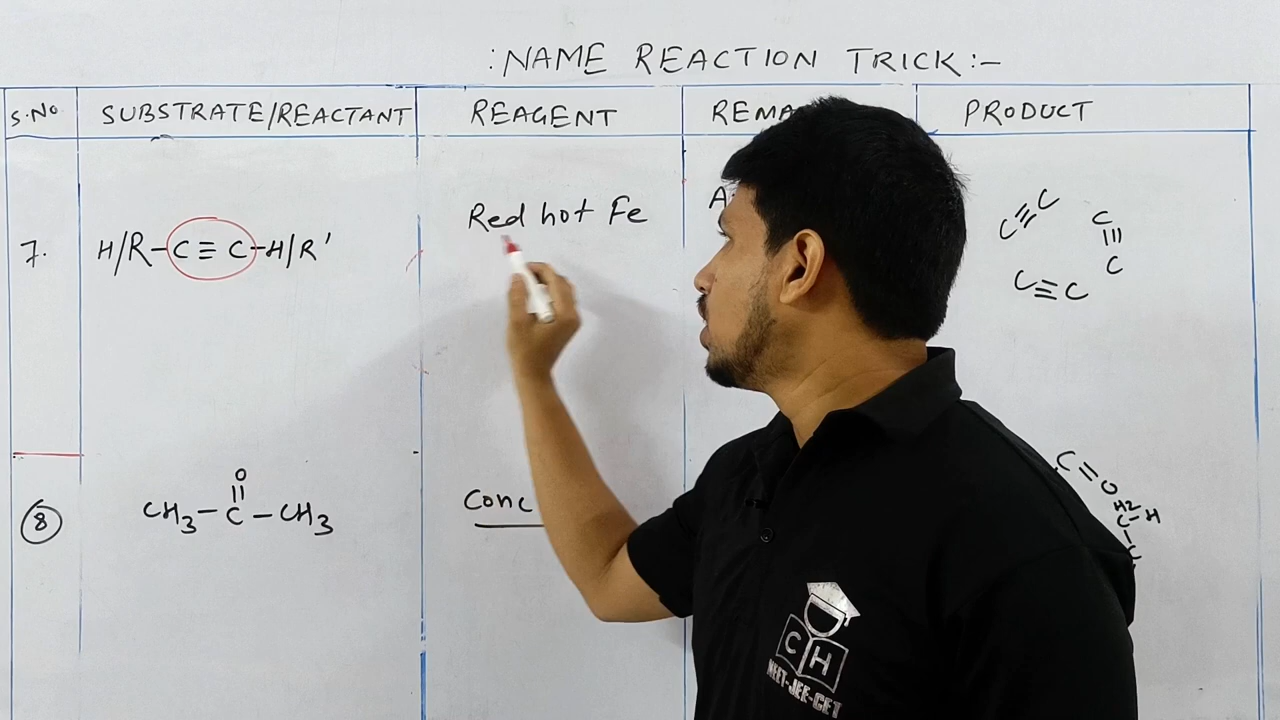 :NAME REACTION TRICK:-
S.No. SUBSTRATE/REACTANT REAGENT PRODUCT
7. H/R-C≡C-H/R' Red hot Fe C≡C C≡C C≡C
8 CH3-C(=O)-CH3 Conc C=O
H2
C-H
C
C H
NEET-JEE-CET